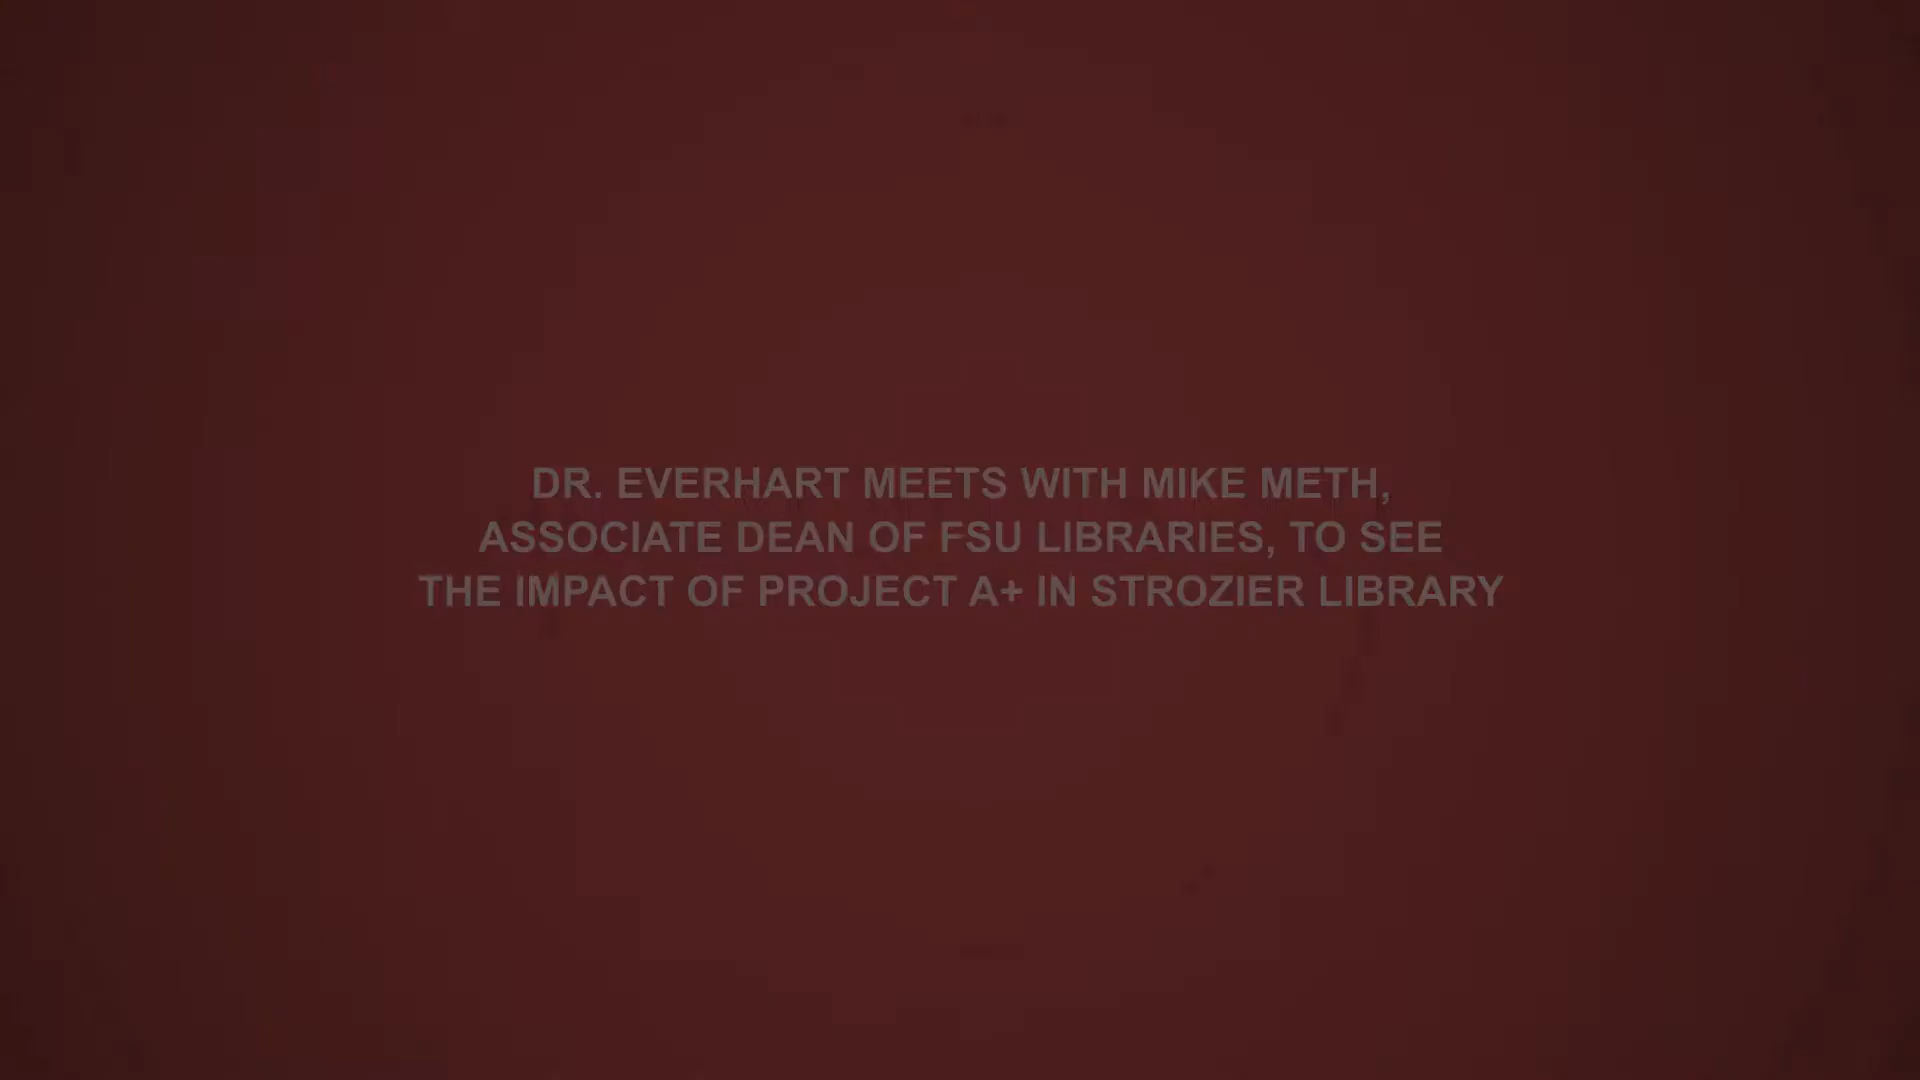 DR. EVERHART MEETS WITH MIKE METH,
ASSOCIATE DEAN OF FSU LIBRARIES, TO SEE
THE IMPACT OF PROJECT A+ IN STROZIER LIBRARY